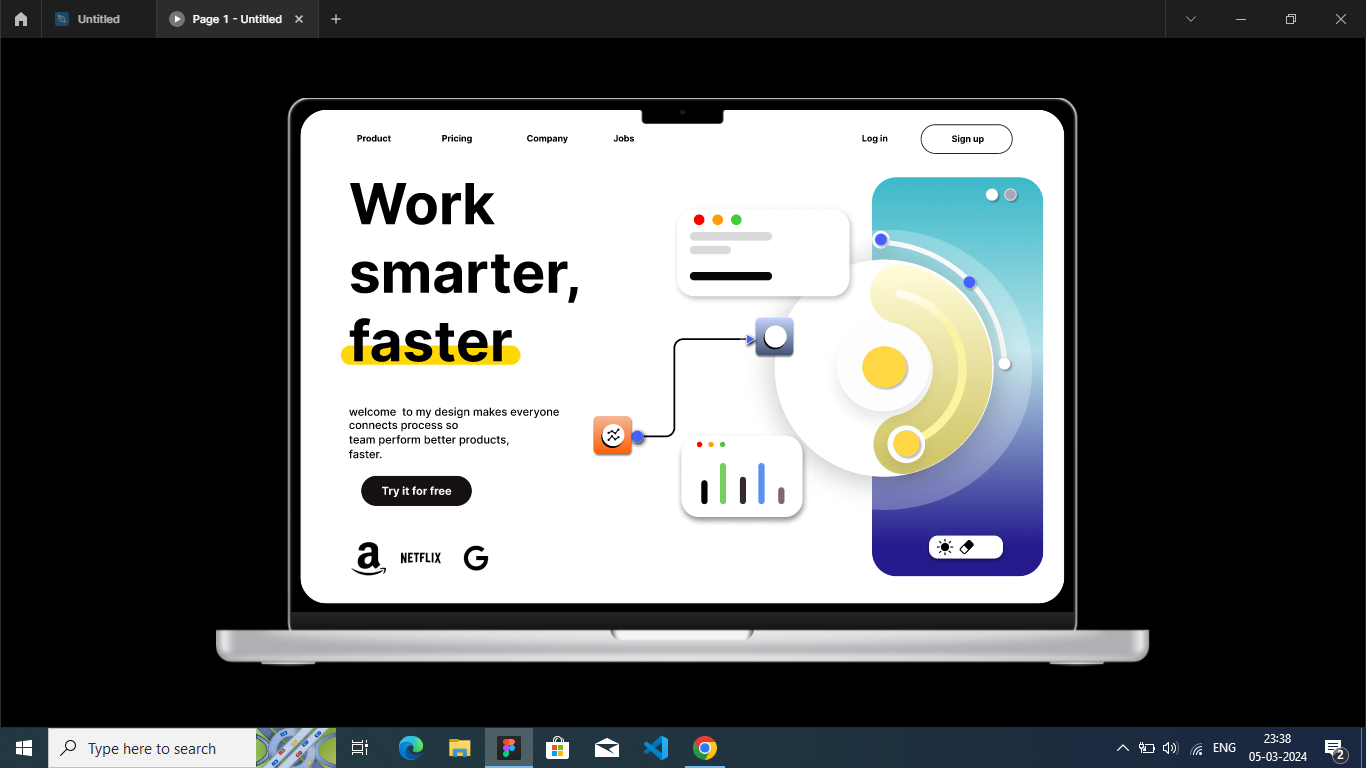 Untitled
Page 1 - Untitled
Product Pricing Company Jobs Log in Sign up
Work
smarter,
faster
welcome to my design makes everyone
connects process so
team perform better products,
faster.
Try it for free
a NETFLIX G
Type here to search
ENG
23:38
05-03-2024
2